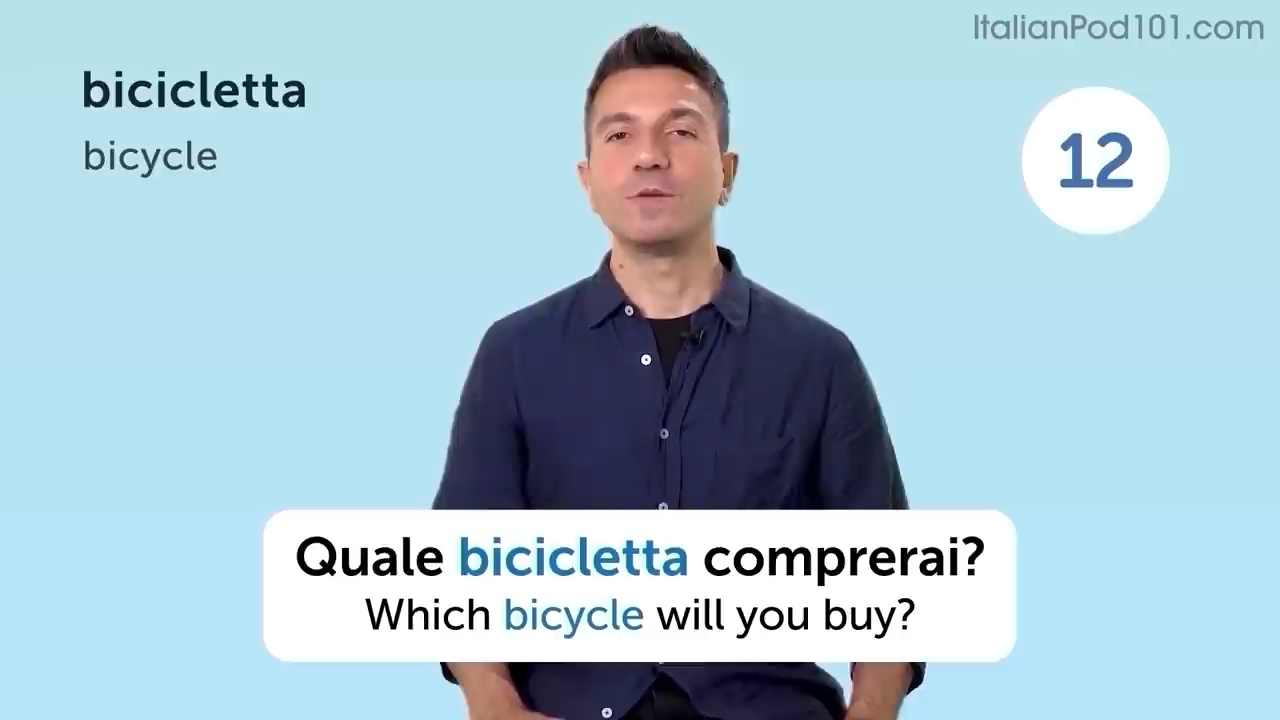 ItalianPod101.com
bicicletta
bicycle
12
Quale bicicletta comprerai?
Which bicycle will you buy?